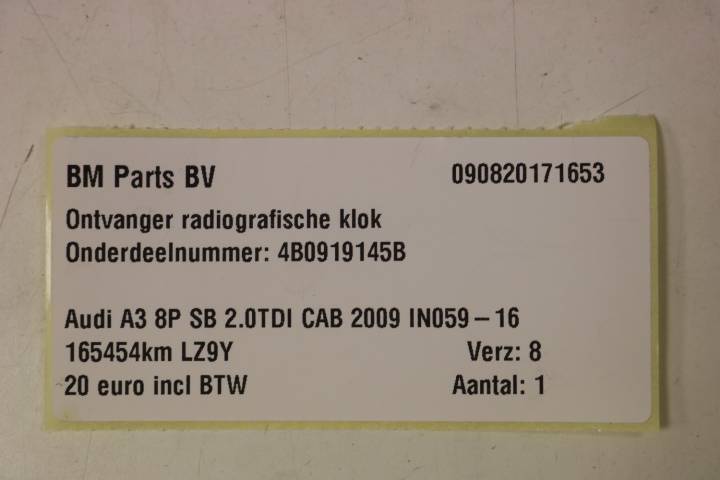 BM Parts BV 090820171653
Ontvanger radiografische klok
Onderdeelnummer: 4B0919145B
Audi A3 8P SB 2.0TDI CAB 2009 IN059-16
165454km LZ9Y Verz: 8
20 euro incl BTW Aantal: 1